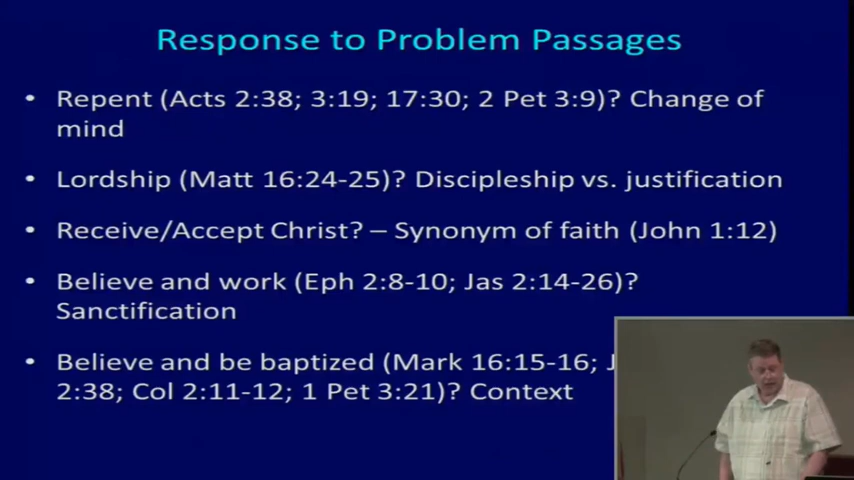 Response to Problem Passages
• Repent (Acts 2:38; 3:19; 17:30; 2 Pet 3:9)? Change of
mind
• Lordship (Matt 16:24-25)? Discipleship vs. justification
• Receive/Accept Christ? – Synonym of faith (John 1:12)
• Believe and work (Eph 2:8-10; Jas 2:14-26)?
Sanctification
• Believe and be baptized (Mark 16:15-16;
2:38; Col 2:11-12; 1 Pet 3:21)? Context